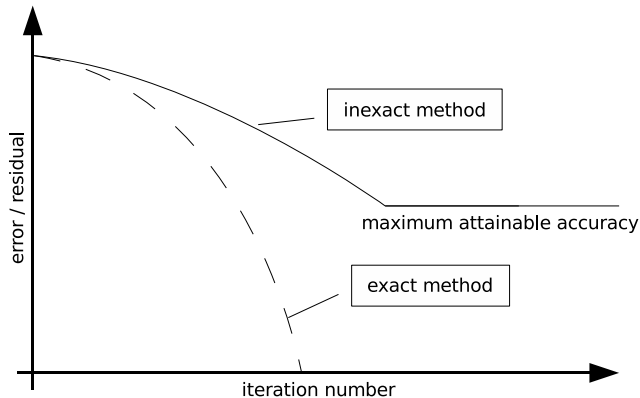 inexact method
error / residual
maximum attainable accuracy
exact method
iteration number